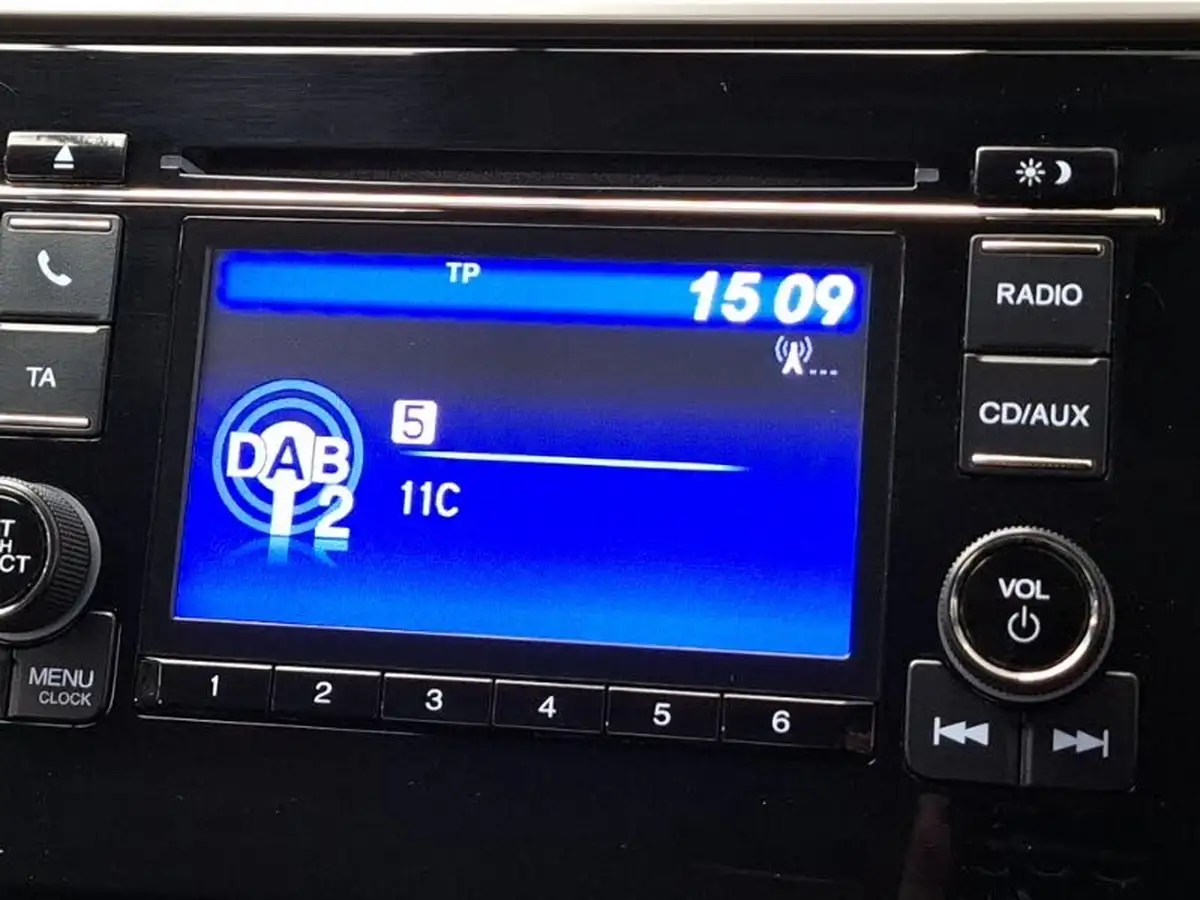 TP
15 09
RADIO
TA
CD/AUX
5
DAB
2
11C
CT
VOL
MENU
CLOCK
1 2 3 4 5 6